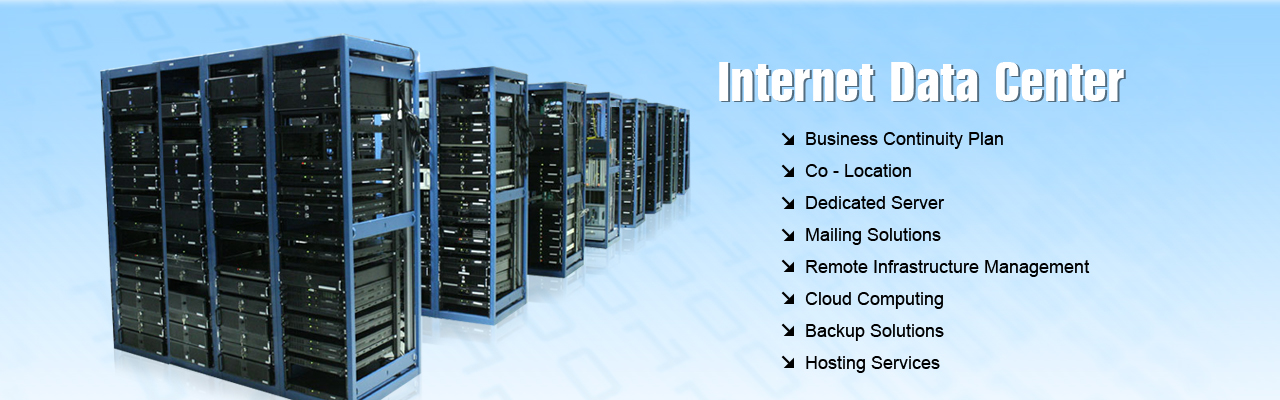 Internet Data Center
Business Continuity Plan
Co - Location
Dedicated Server
Mailing Solutions
Remote Infrastructure Management
Cloud Computing
Backup Solutions
Hosting Services